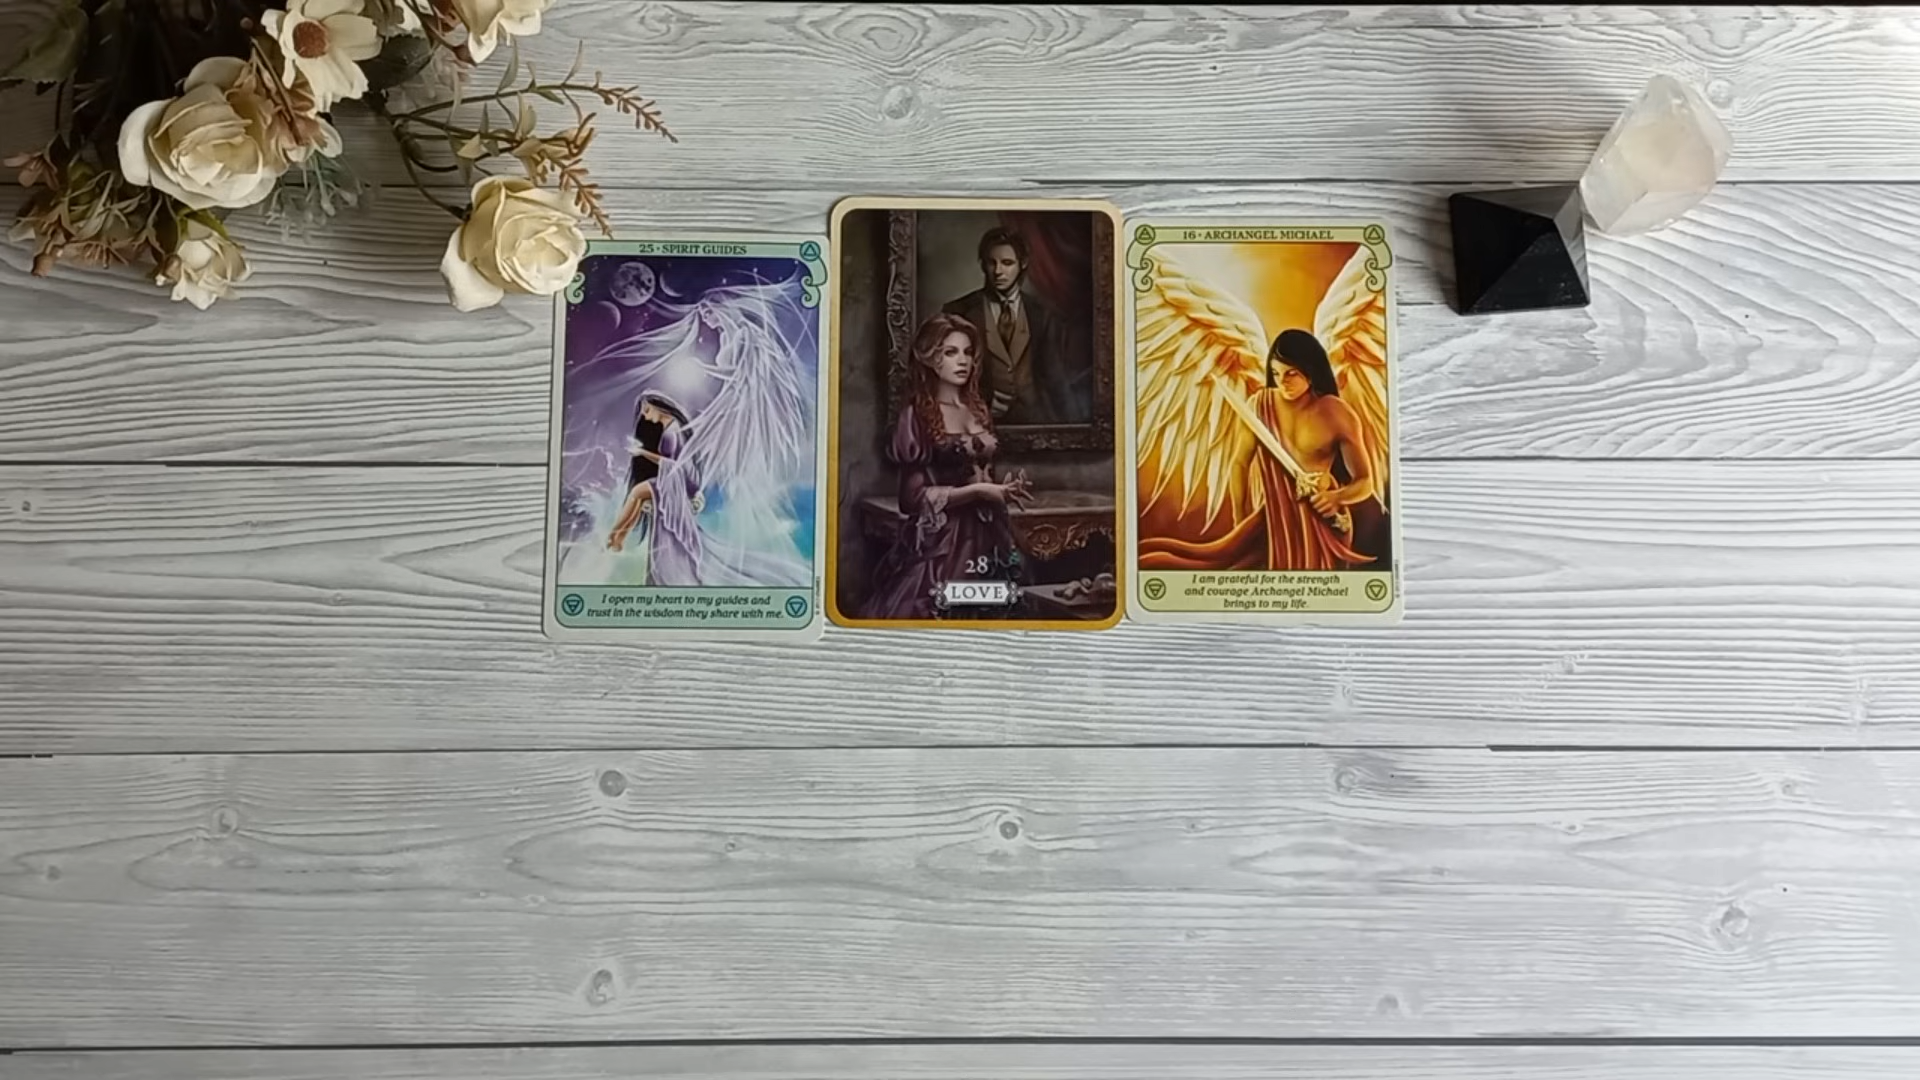 25 • SPIRIT GUIDES
I open my heart to my guides and
trust in the wisdom they share with me.
28
LOVE
16 • ARCHANGEL MICHAEL
I am grateful for the strength
and courage Archangel Michael
brings to my life.